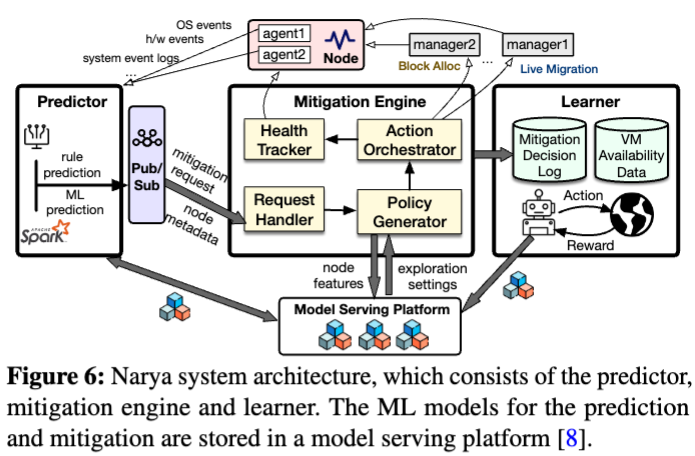 OS events
h/w events
system event logs
...
agent1
agent2
Node
manager2
manager1
Block Alloc
...
Live Migration
Predictor
rule
prediction
ML
prediction
APACHE
Spark
Pub/
Sub
mitigation
request
node
metadata
Mitigation Engine
Health
Tracker
Action
Orchestrator
Request
Handler
Policy
Generator
Learner
Mitigation
Decision
Log
VM
Availability
Data
Action
Reward
node
features
exploration
settings
Model Serving Platform
Figure 6: Narya system architecture, which consists of the predictor,
mitigation engine and learner. The ML models for the prediction
and mitigation are stored in a model serving platform [8].